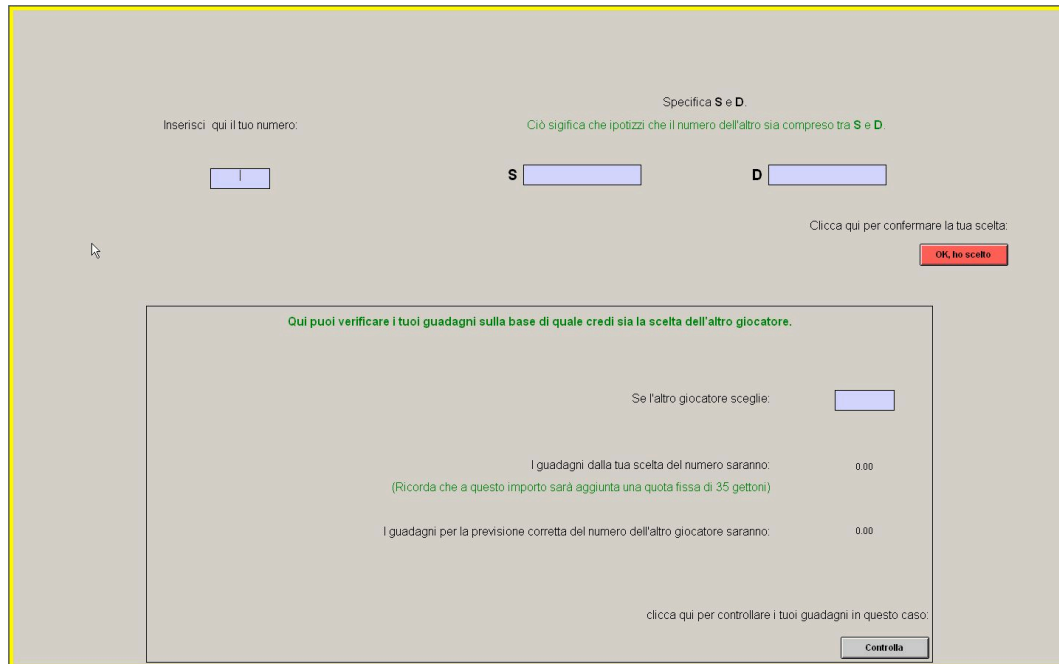 Specifica S e D.
Inserisci qui il tuo numero:
Ciò sigifica che ipotizzi che il numero dell'altro sia compreso tra S e D.
S
D
Clicca qui per confermare la tua scelta:
OK, ho scelto
Qui puoi verificare i tuoi guadagni sulla base di quale credi sia la scelta dell'altro giocatore.
Se l'altro giocatore sceglie:
I guadagni dalla tua scelta del numero saranno:
0.00
(Ricorda che a questo importo sarà aggiunta una quota fissa di 35 gettoni)
I guadagni per la previsione corretta del numero dell'altro giocatore saranno:
0.00
clicca qui per controllare i tuoi guadagni in questo caso:
Controlla